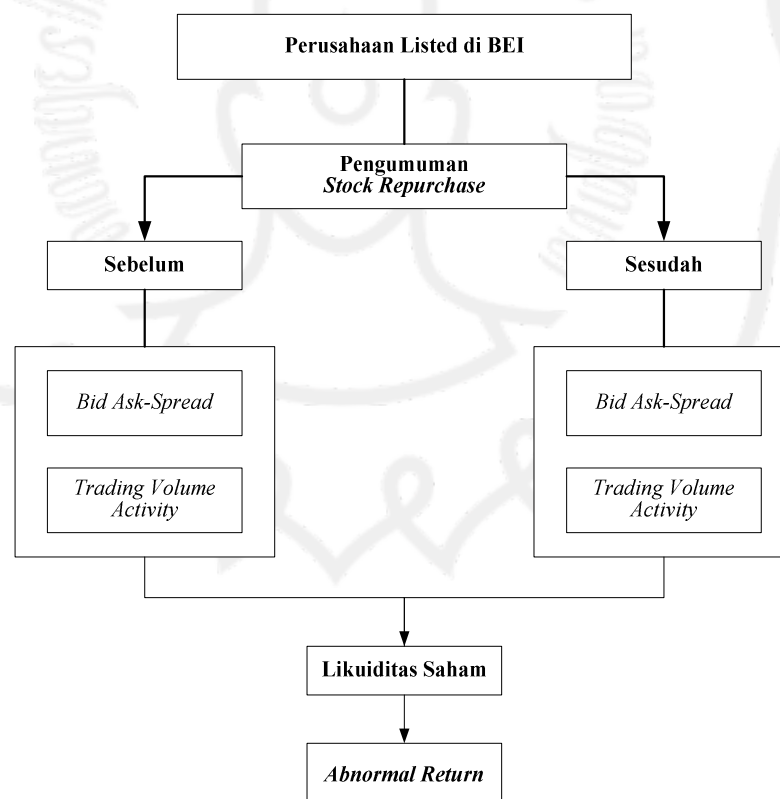 Perusahaan Listed di BEI
Pengumuman
Stock Repurchase
Sebelum
Sesudah
Bid Ask-Spread
Trading Volume
Activity
Bid Ask-Spread
Trading Volume
Activity
Likuiditas Saham
Abnormal Return